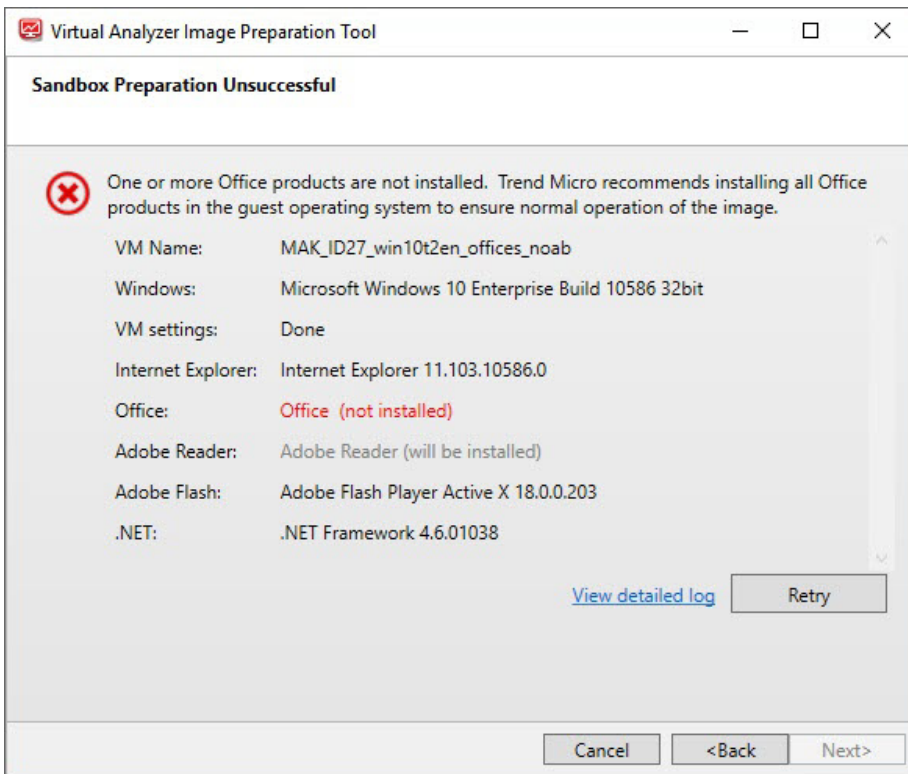 Virtual Analyzer Image Preparation Tool
Sandbox Preparation Unsuccessful
One or more Office products are not installed. Trend Micro recommends installing all Office
products in the guest operating system to ensure normal operation of the image.
VM Name: MAK_ID27_win10t2en_offices_noab
Windows: Microsoft Windows 10 Enterprise Build 10586 32bit
VM settings: Done
Internet Explorer: Internet Explorer 11.103.10586.0
Office: Office (not installed)
Adobe Reader: Adobe Reader (will be installed)
Adobe Flash: Adobe Flash Player Active X 18.0.0.203
.NET: .NET Framework 4.6.01038
View detailed log Retry
Cancel <Back Next>